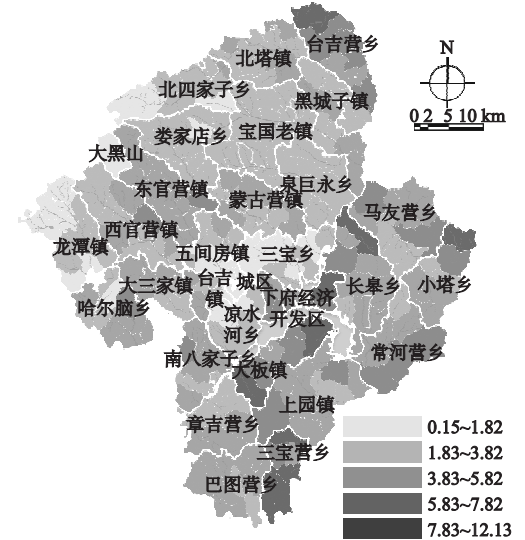 台吉营乡
北塔镇
N
北四家子乡
黑城子镇
0 2 5 10 km
娄家店乡
宝国老镇
大黑山
东官营镇
蒙古营镇
泉巨永乡
马友营乡
西官营镇
龙潭镇
五间房镇
三宝乡
台吉
镇
城区
大三家镇
下府经济
开发区
长皋乡
小塔乡
哈尔脑乡
凉水
河乡
常河营乡
南八家子乡
大板镇
上园镇
章吉营乡
三宝营乡
巴图营乡
0.15~1.82
1.83~3.82
3.83~5.82
5.83~7.82
7.83~12.13